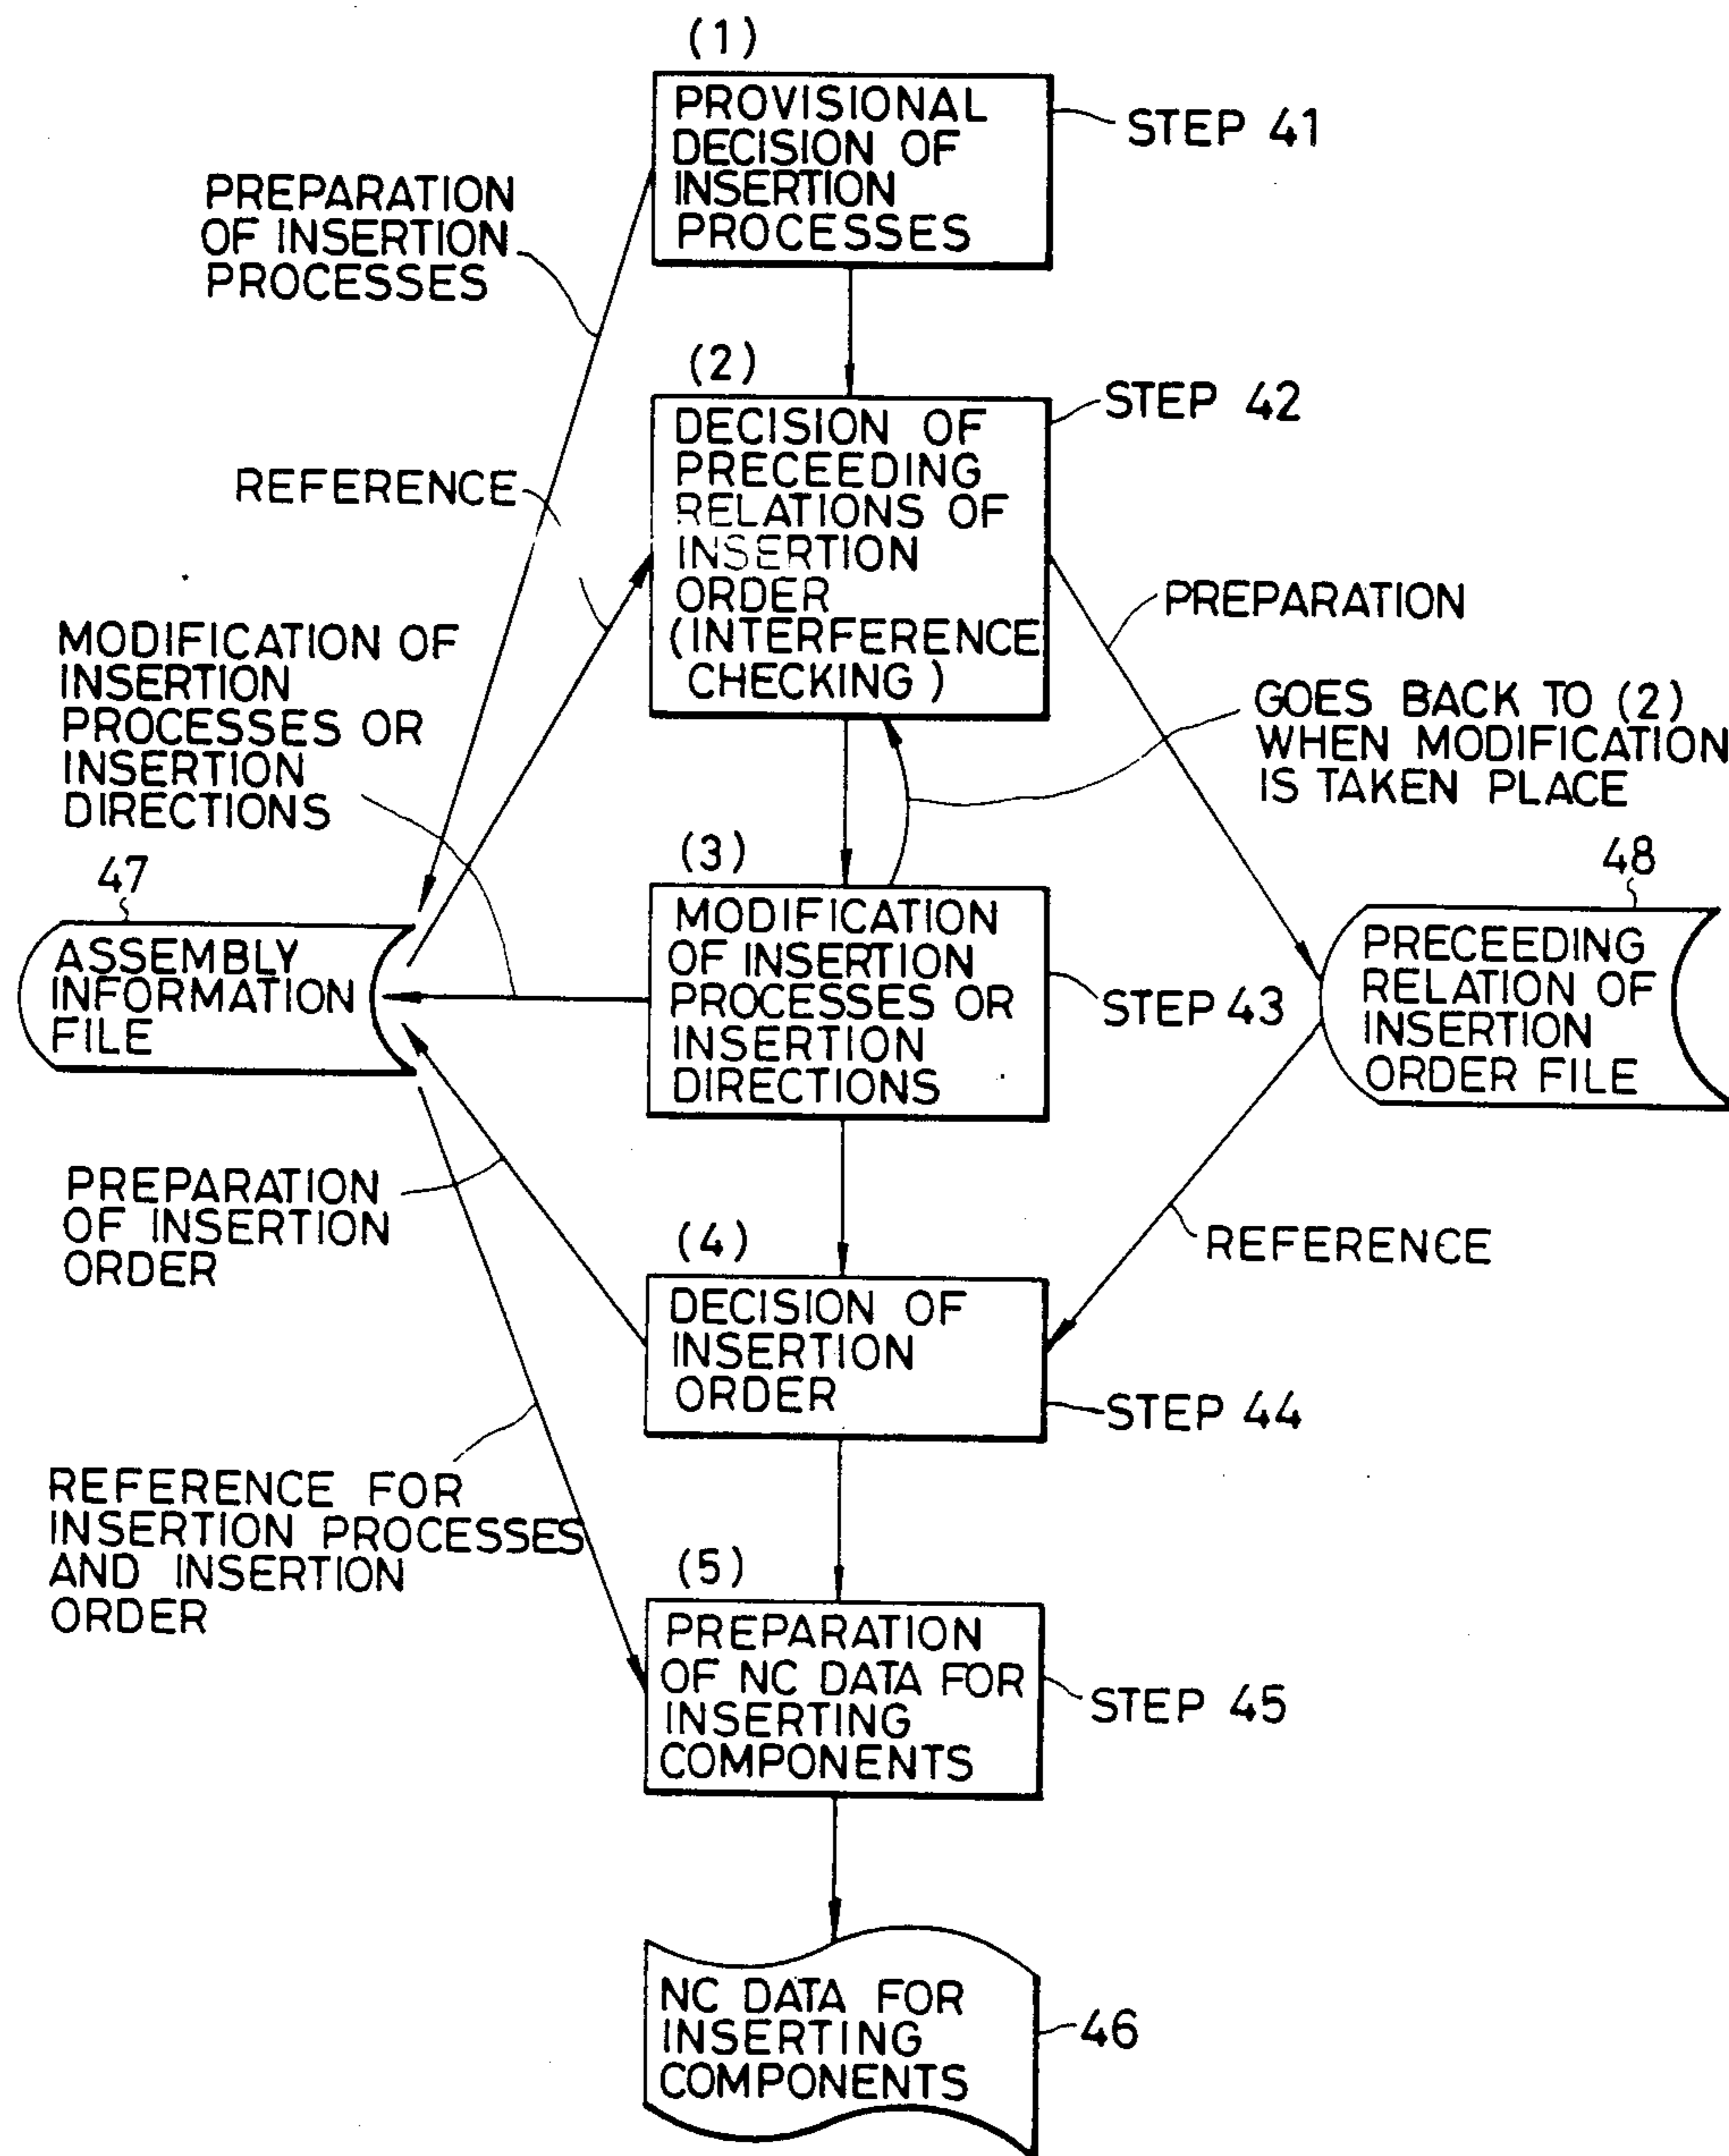 (1)
PROVISIONAL
DECISION OF
INSERTION
PROCESSES
STEP 41
PREPARATION
OF INSERTION
PROCESSES
(2)
DECISION OF
PRECEEDING
RELATIONS OF
INSERTION
ORDER
(INTERFERENCE
CHECKING)
STEP 42
REFERENCE
PREPARATION
MODIFICATION OF
INSERTION
PROCESSES OR
INSERTION
DIRECTIONS
GOES BACK TO (2)
WHEN MODIFICATION
IS TAKEN PLACE
47
ASSEMBLY
INFORMATION
FILE
(3)
MODIFICATION
OF INSERTION
PROCESSES OR
INSERTION
DIRECTIONS
STEP 43
48
PRECEEDING
RELATION OF
INSERTION
ORDER FILE
PREPARATION
OF INSERTION
ORDER
REFERENCE
(4)
DECISION OF
INSERTION
ORDER
STEP 44
REFERENCE FOR
INSERTION PROCESSES
AND INSERTION
ORDER
(5)
PREPARATION
OF NC DATA FOR
INSERTING
COMPONENTS
STEP 45
NC DATA FOR
INSERTING
COMPONENTS
46